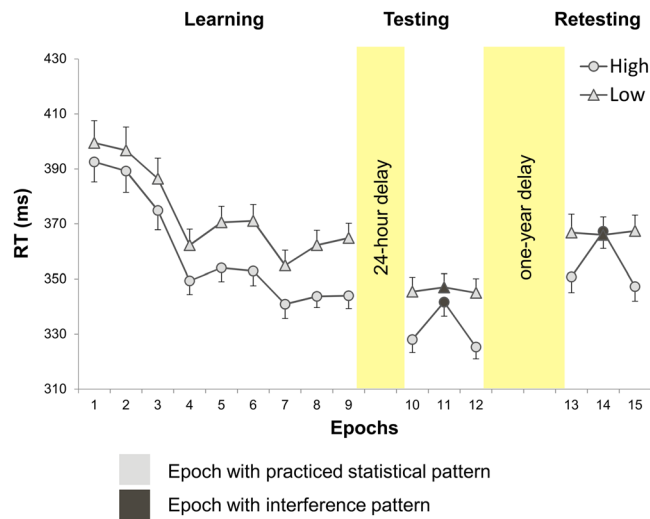 Learning Testing Retesting
430
410
390
370
350
330
310
RT (ms)
High
Low
24-hour delay
one-year delay
1 2 3 4 5 6 7 8 9 10 11 12 13 14 15
Epochs
Epoch with practiced statistical pattern
Epoch with interference pattern